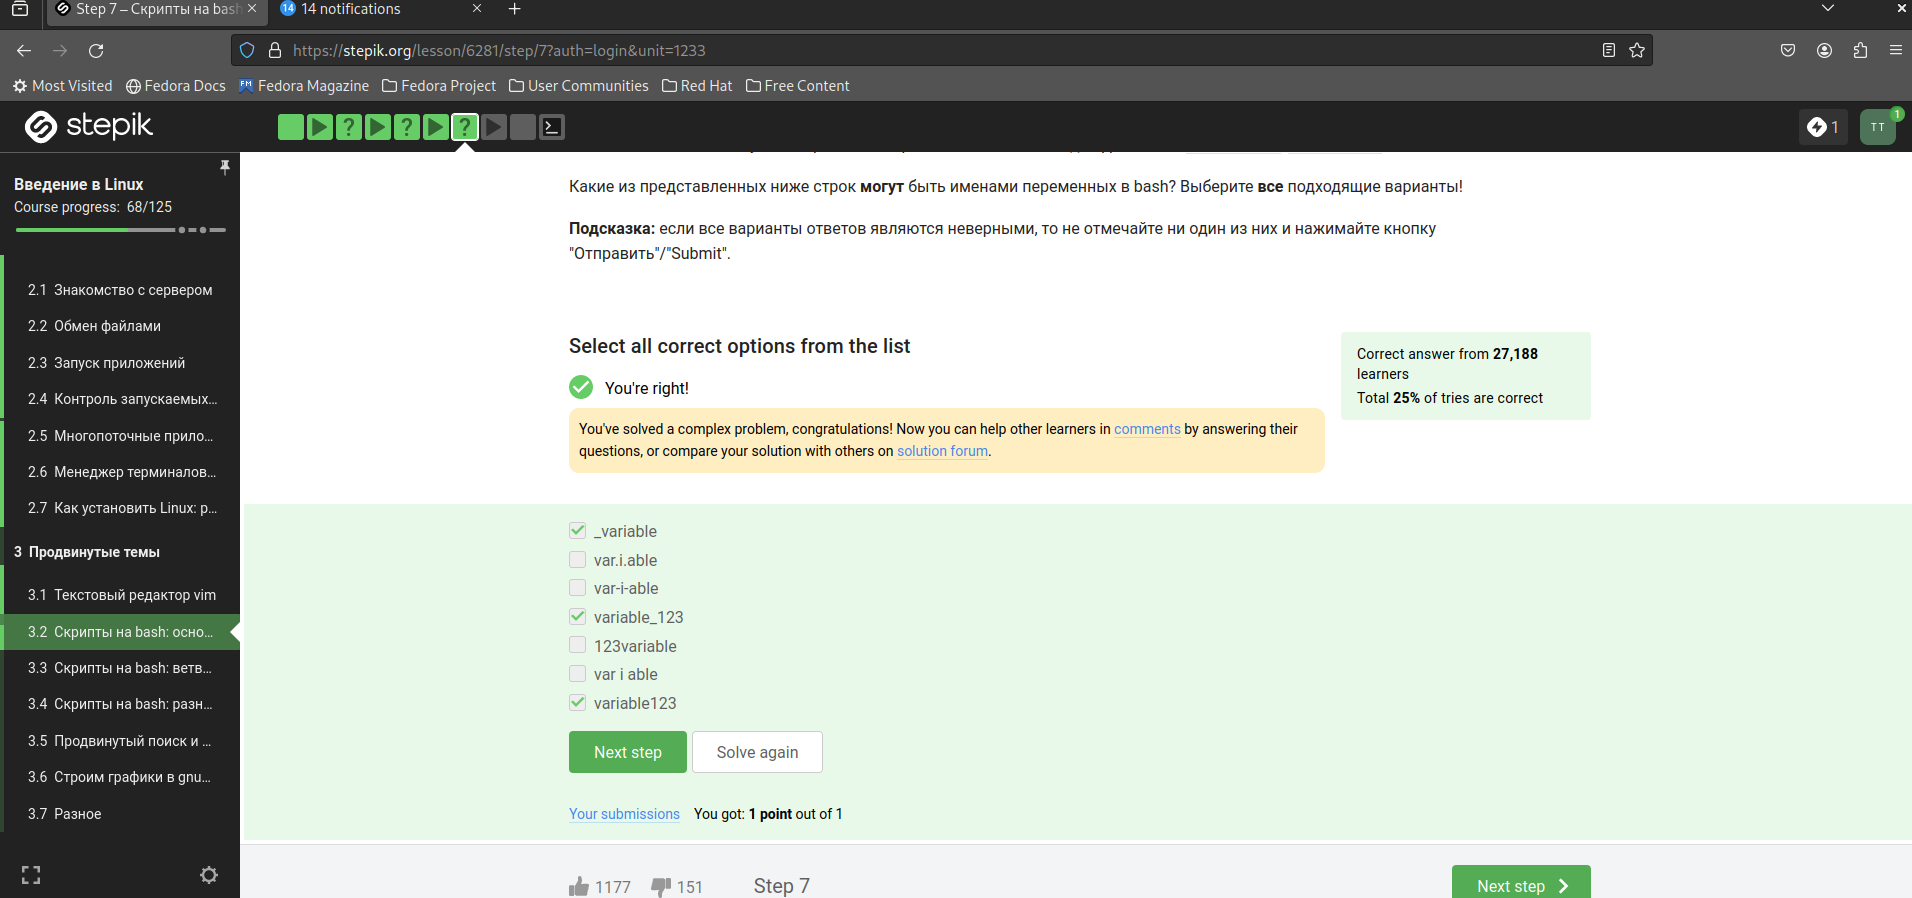 Step 7 – Скрипты на bash
14 14 notifications
https://stepik.org/lesson/6281/step/7?auth=login&unit=1233
Most Visited Fedora Docs Fedora Magazine Fedora Project User Communities Red Hat Free Content
stepik
1
TT
1
Введение в Linux
Course progress: 68/125
2.1 Знакомство с сервером
2.2 Обмен файлами
2.3 Запуск приложений
2.4 Контроль запускаемых...
2.5 Многопоточные прило...
2.6 Менеджер терминалов...
2.7 Как установить Linux: р...
3 Продвинутые темы
3.1 Текстовый редактор vim
3.2 Скрипты на bash: осно...
3.3 Скрипты на bash: ветв...
3.4 Скрипты на bash: разн...
3.5 Продвинутый поиск и ...
3.6 Строим графики в gnu...
3.7 Разное
Какие из представленных ниже строк могут быть именами переменных в bash? Выберите все подходящие варианты!
Подсказка: если все варианты ответов являются неверными, то не отмечайте ни один из них и нажимайте кнопку
"Отправить"/"Submit".
Select all correct options from the list
You're right!
You've solved a complex problem, congratulations! Now you can help other learners in comments by answering their
questions, or compare your solution with others on solution forum.
Correct answer from 27,188
learners
Total 25% of tries are correct
_variable
var.i.able
var-i-able
variable_123
123variable
var i able
variable123
Next step Solve again
Your submissions You got: 1 point out of 1
1177 151 Step 7 Next step